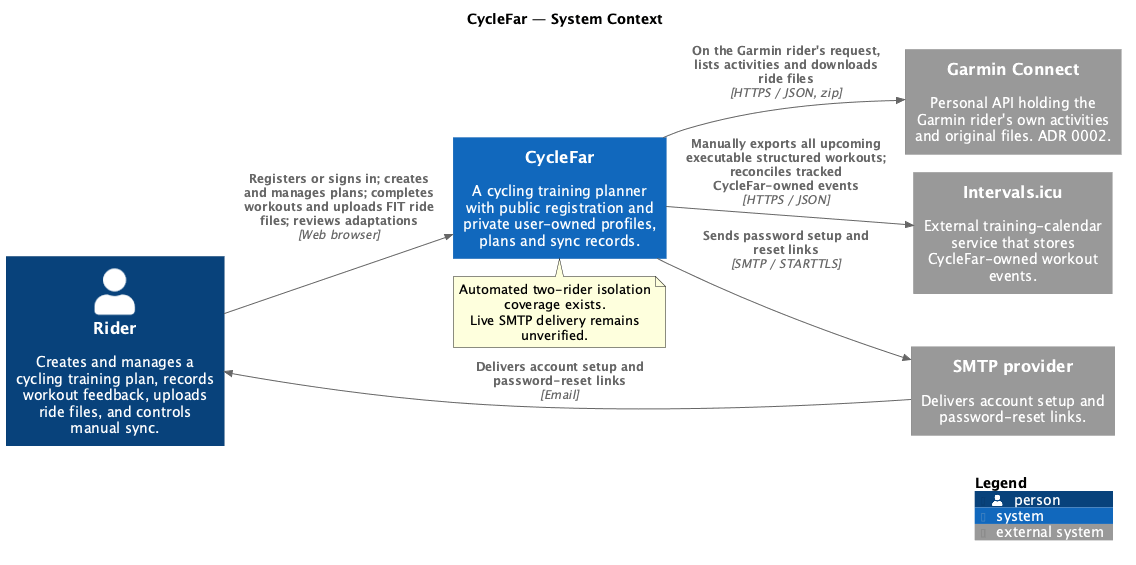 CycleFar — System Context
On the Garmin rider's request,
lists activities and downloads
ride files
[HTTPS / JSON, zip]
Garmin Connect
Personal API holding the
Garmin rider's own activities
and original files. ADR 0002.
CycleFar
A cycling training planner
with public registration and
private user-owned profiles,
plans and sync records.
Manually exports all upcoming
executable structured workouts;
reconciles tracked
CycleFar-owned events
[HTTPS / JSON]
Registers or signs in; creates
and manages plans; completes
workouts and uploads FIT ride
files; reviews adaptations
[Web browser]
Intervals.icu
External training-calendar
service that stores
CycleFar-owned workout
events.
Sends password setup and
reset links
[SMTP / STARTTLS]
Automated two-rider isolation
coverage exists.
Live SMTP delivery remains
unverified.
Rider
Creates and manages a
cycling training plan, records
workout feedback, uploads
ride files, and controls
manual sync.
Delivers account setup and
password-reset links
[Email]
SMTP provider
Delivers account setup and
password-reset links.
Legend
person
system
external system